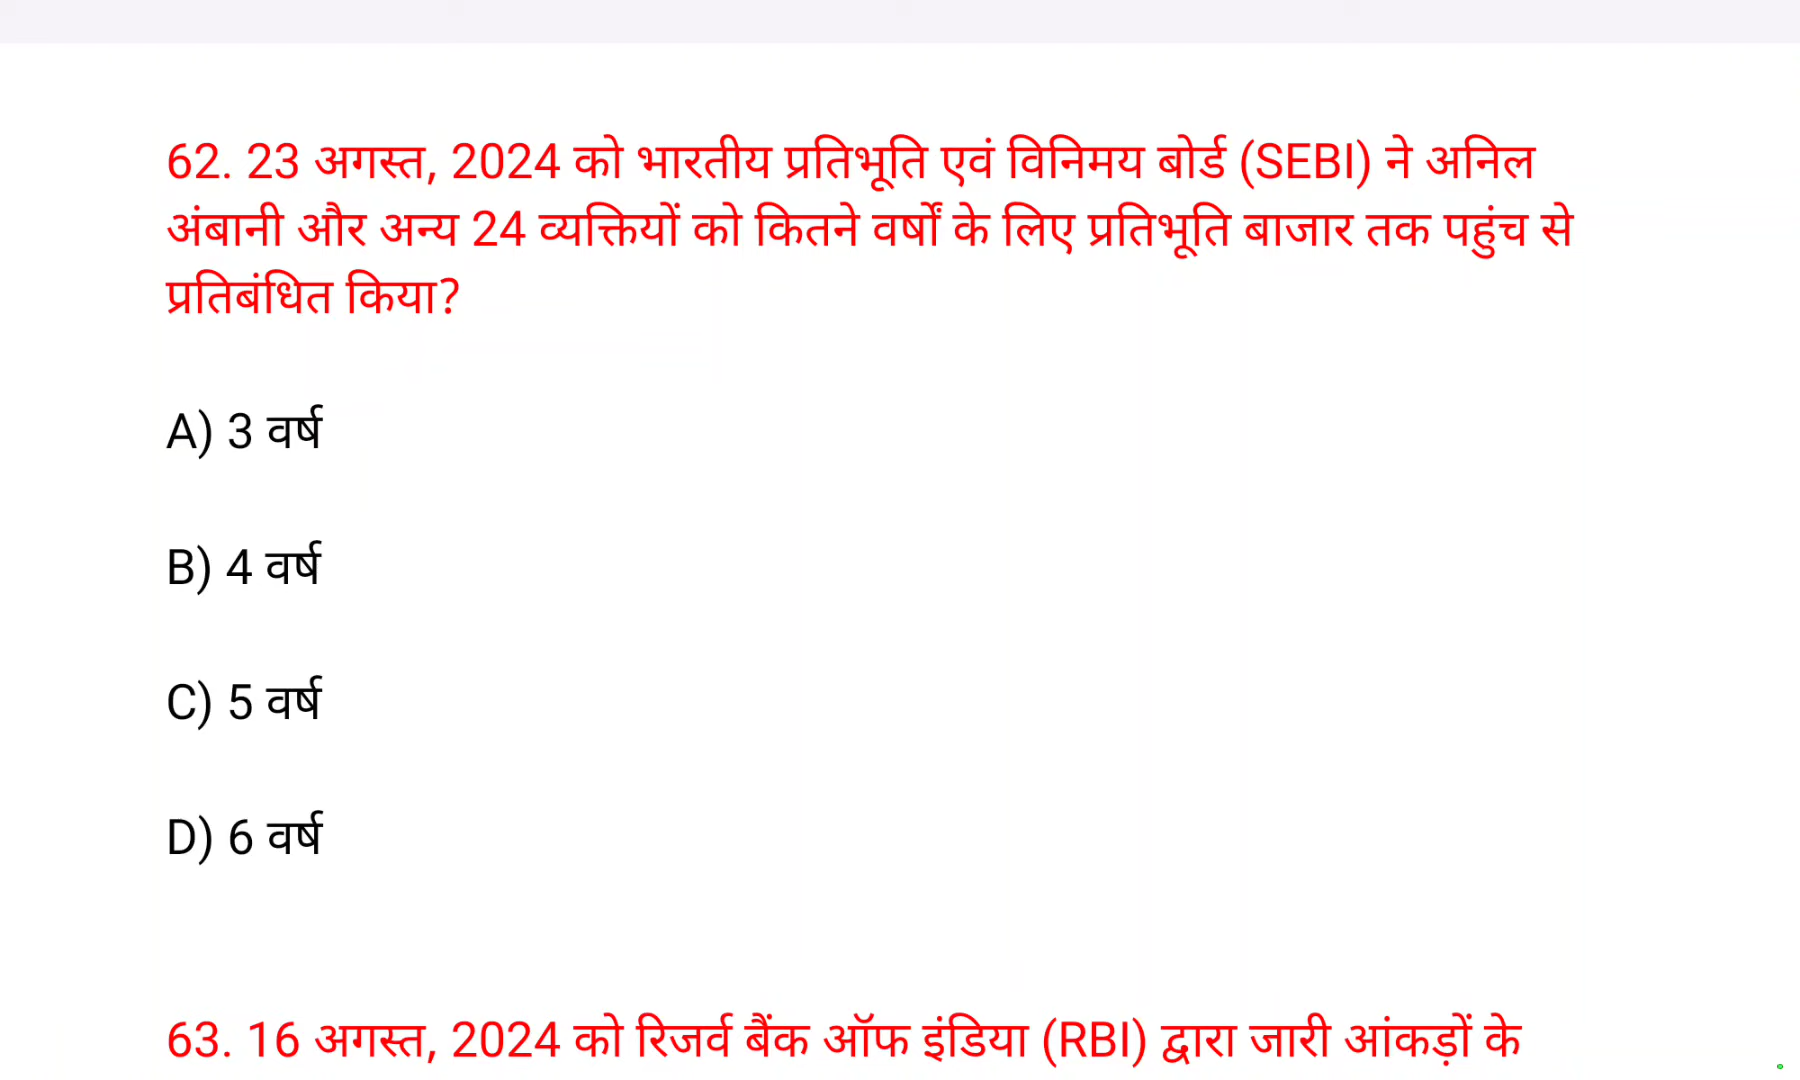 62. 23 अगस्त, 2024 को भारतीय प्रतिभूति एवं विनिमय बोर्ड (SEBI) ने अनिल
अंबानी और अन्य 24 व्यक्तियों को कितने वर्षों के लिए प्रतिभूति बाजार तक पहुंच से
प्रतिबंधित किया?
A) 3 वर्ष
B) 4 वर्ष
C) 5 वर्ष
D) 6 वर्ष
63. 16 अगस्त, 2024 को रिजर्व बैंक ऑफ इंडिया (RBI) द्वारा जारी आंकड़ों के